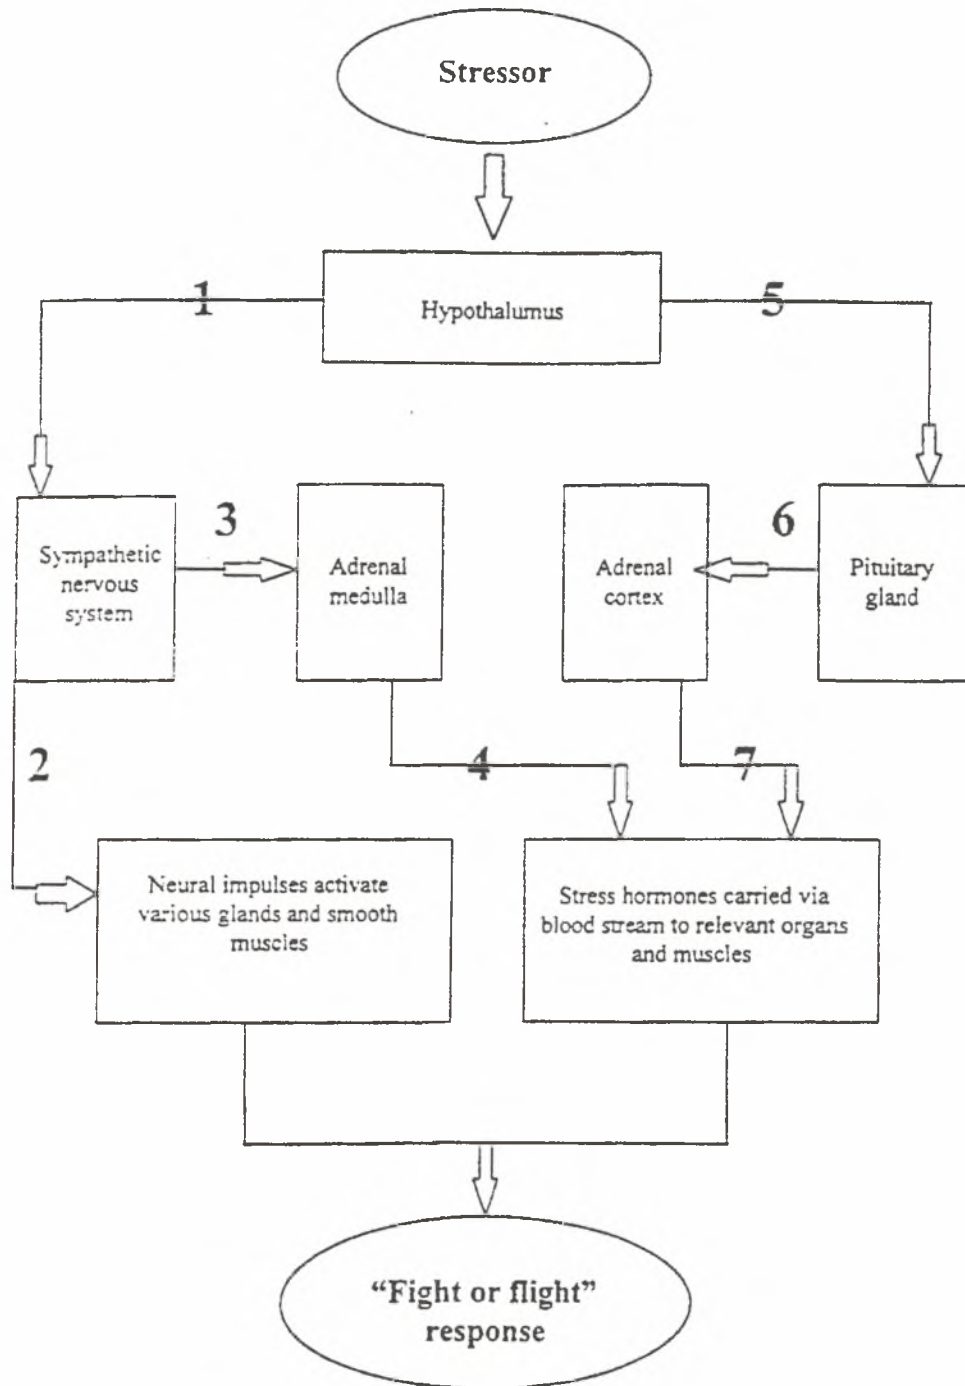 Stressor
1
5
Hypothalumus
3
6
Sympathetic
nervous
system
Adrenal
medulla
Adrenal
cortex
Pituitary
gland
2
4
7
Neural impulses activate
various glands and smooth
muscles
Stress hormones carried via
blood stream to relevant organs
and muscles
“Fight or flight”
response